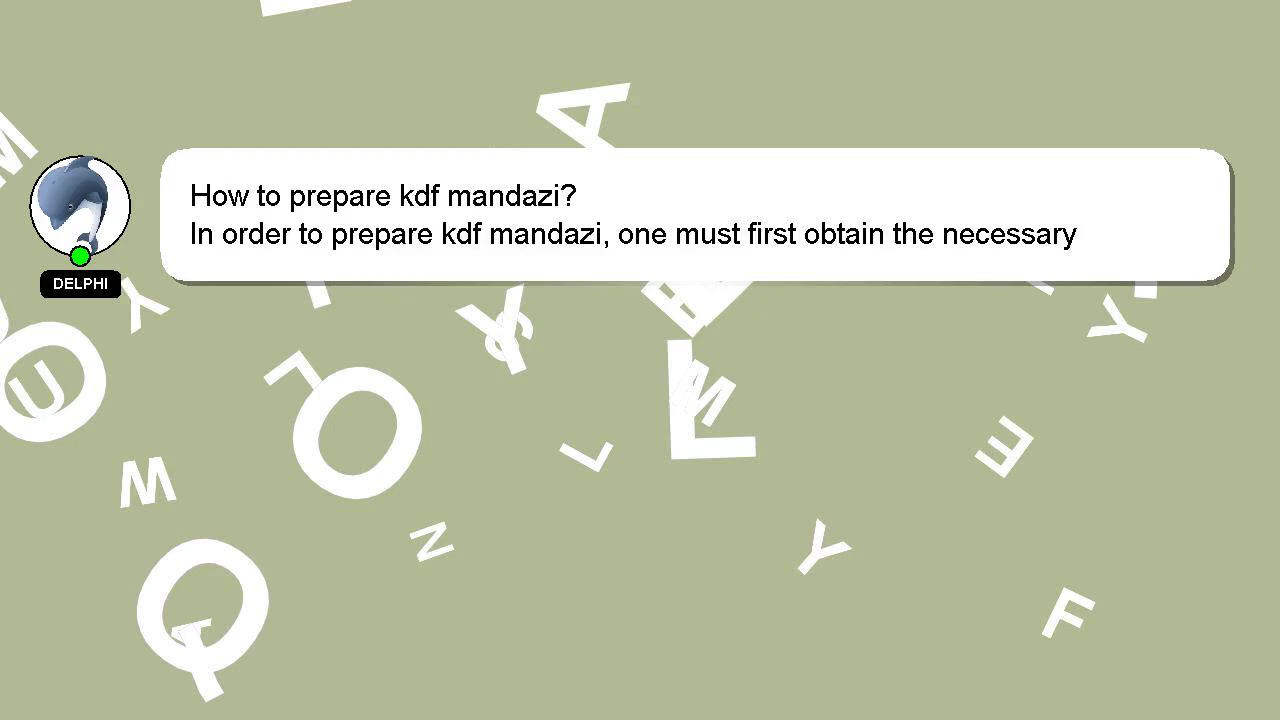 How to prepare kdf mandazi?
In order to prepare kdf mandazi, one must first obtain the necessary
DELPHI
A
M
Y
Y
S
L
O
U
O
L
M
L
Y
E
W
N
Y
Q
T
F